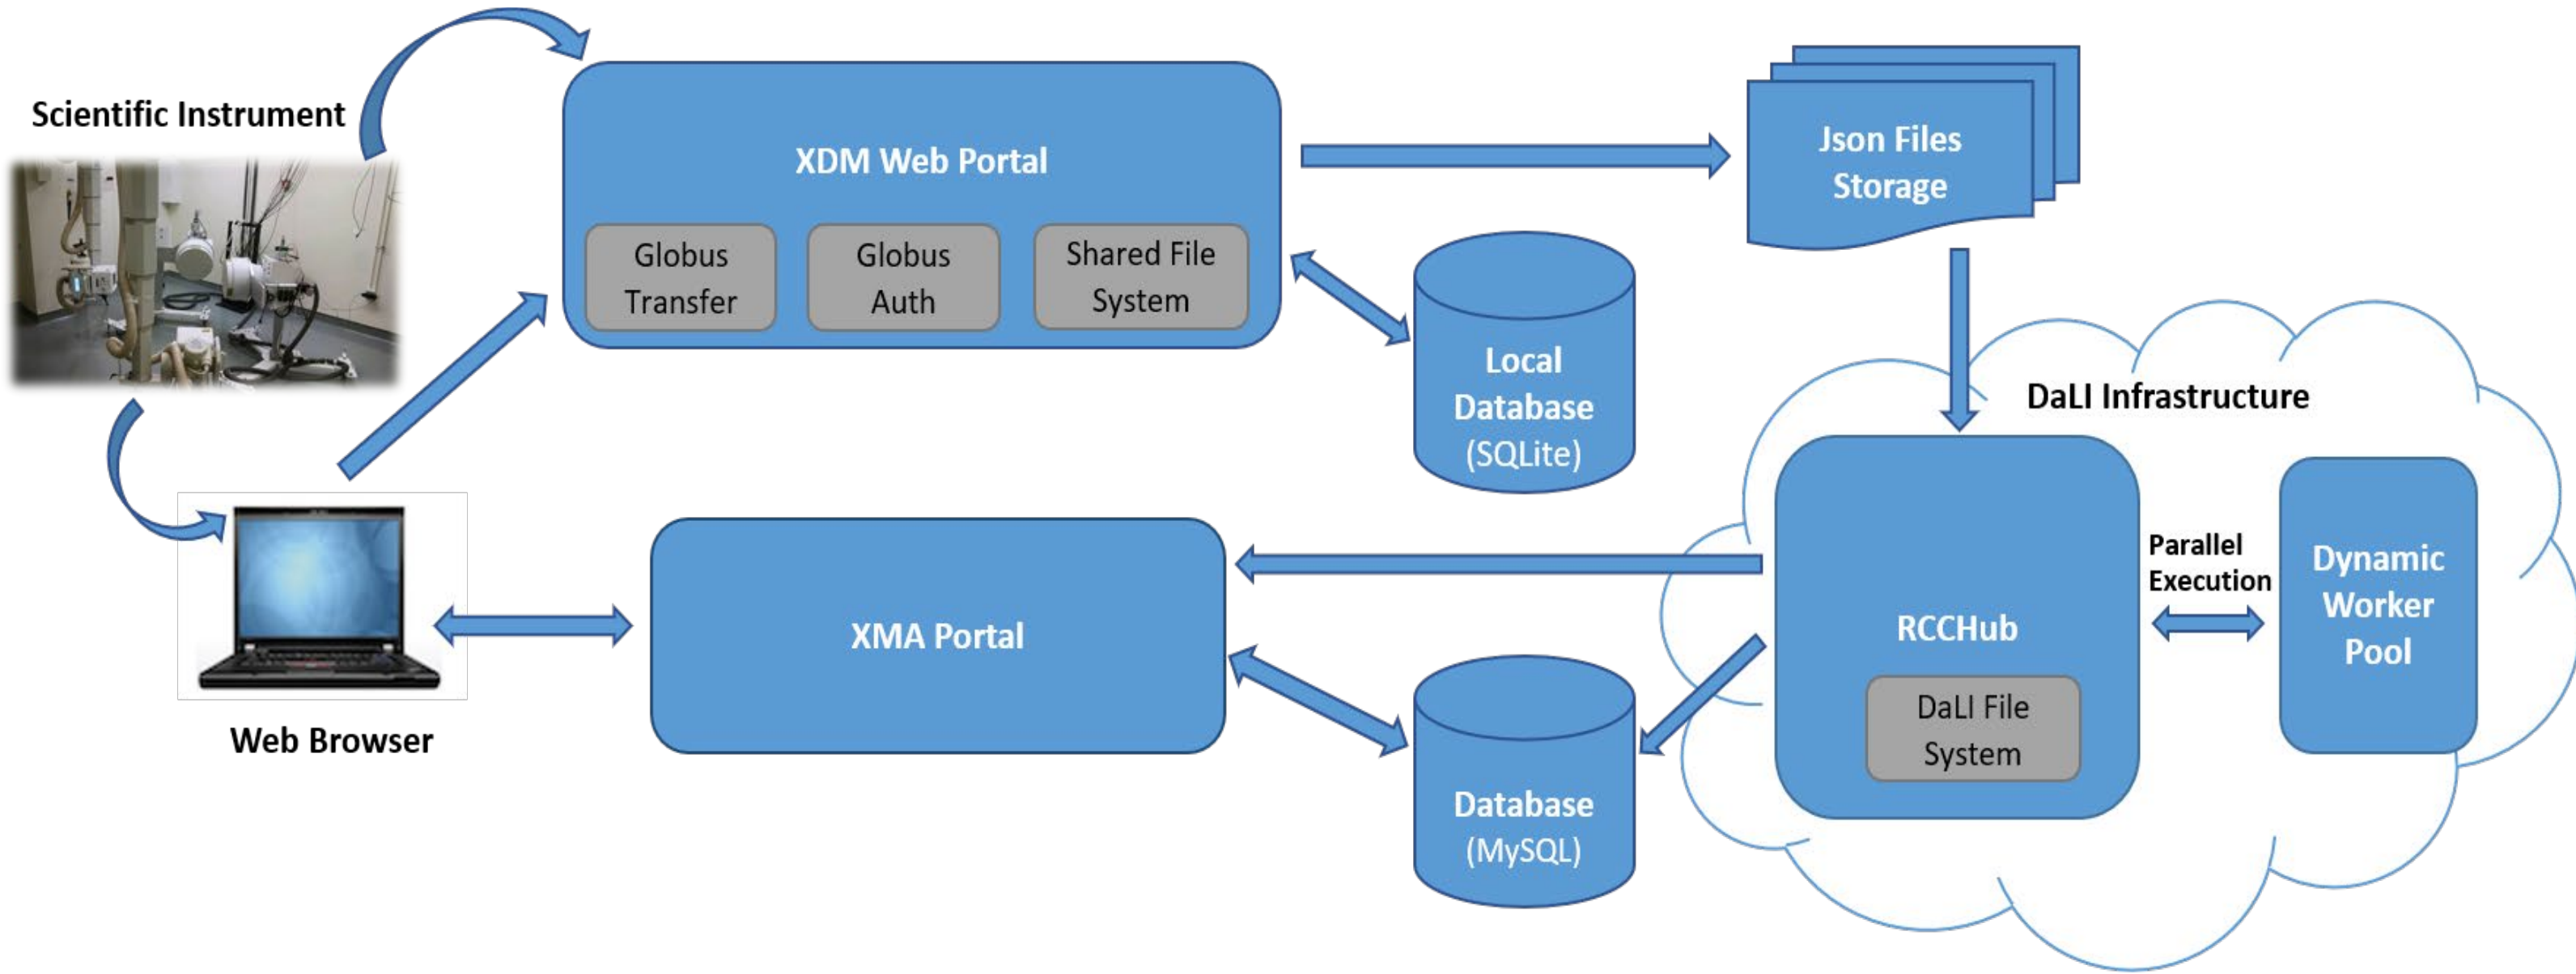 Scientific Instrument
XDM Web Portal
Globus
Transfer
Globus
Auth
Shared File
System
Json Files
Storage
Local
Database
(SQLite)
DaLI Infrastructure
Parallel
Execution
Dynamic
Worker
Pool
RCCHub
DaLI File
System
XMA Portal
Web Browser
Database
(MySQL)